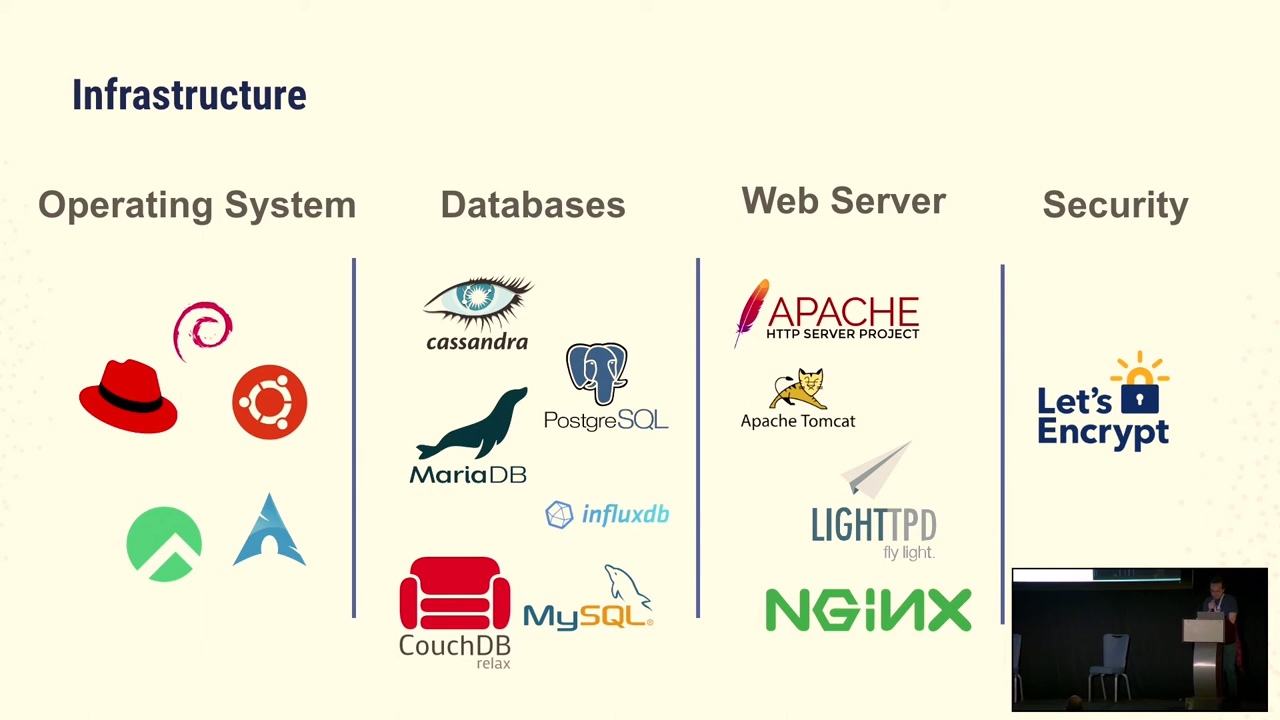 Infrastructure
Operating System
Databases
Web Server
Security
cassandra
PostgreSQL
MariaDB
influxdb
CouchDB
relax
MySQL®
APACHE
HTTP SERVER PROJECT
Apache Tomcat
LIGHTTPD
fly light.
NGINX
Let's
Encrypt